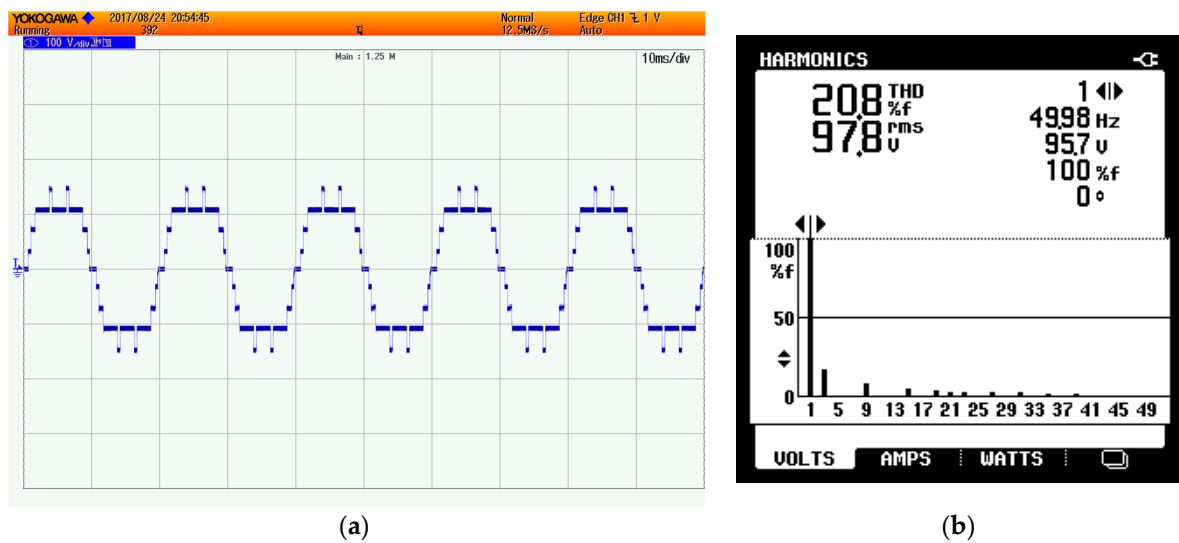 YOKOGAWA 2017/08/24 20:54:45 Normal Edge CH1 1 V
Running 392 12.5MS/s Auto
1 100 V/div
Main : 1.25 M 10ms/div
HARMONICS
20.8 THD %f
97.8 rms V
1
49.98 Hz
95.7 V
100 %f
0°
100
%f
50
0
1 5 9 13 17 21 25 29 33 37 41 45 49
VOLTS AMPS WATTS
(a) (b)